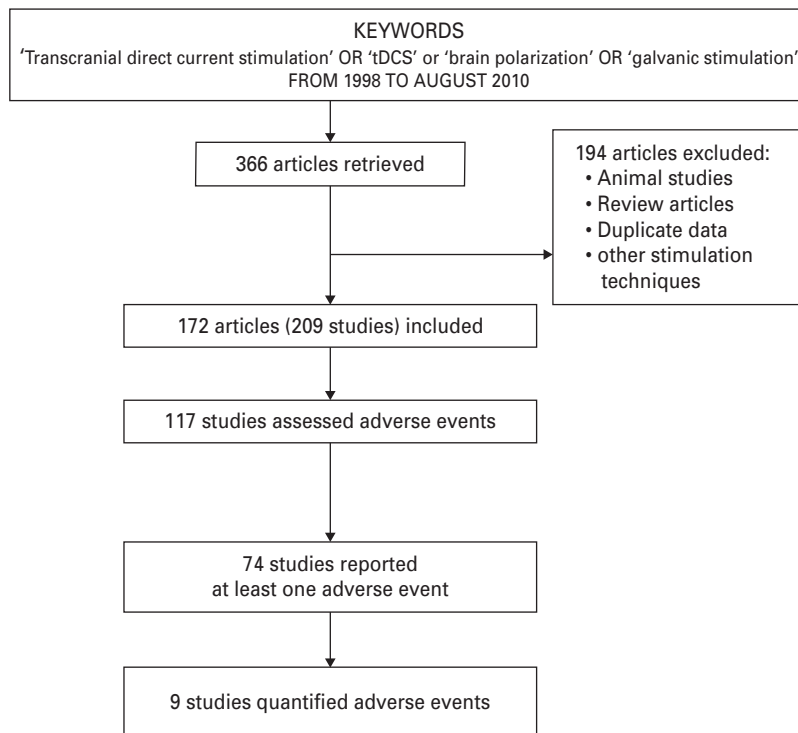 KEYWORDS
'Transcranial direct current stimulation' OR 'tDCS' or 'brain polarization' OR 'galvanic stimulation'
FROM 1998 TO AUGUST 2010
366 articles retrieved
194 articles excluded:
• Animal studies
• Review articles
• Duplicate data
• other stimulation
techniques
172 articles (209 studies) included
117 studies assessed adverse events
74 studies reported
at least one adverse event
9 studies quantified adverse events